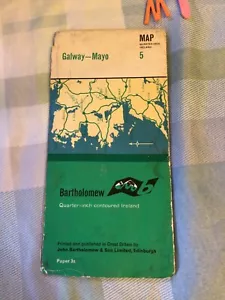 MAP
Galway–Mayo
5
Bartholomew
Quarter-inch contoured Ireland
Printed and published in Great Britain by
John Bartholomew & Son Limited, Edinburgh
Paper 3s